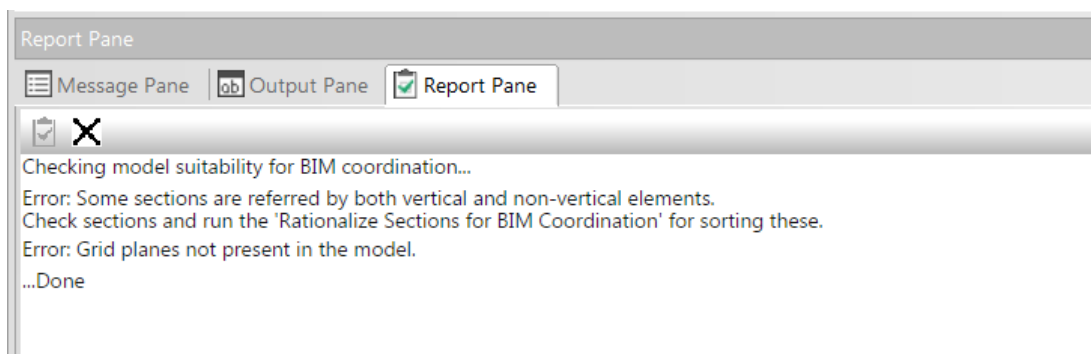 Report Pane
Message Pane ab Output Pane Report Pane
Checking model suitability for BIM coordination...
Error: Some sections are referred by both vertical and non-vertical elements.
Check sections and run the 'Rationalize Sections for BIM Coordination' for sorting these.
Error: Grid planes not present in the model.
...Done